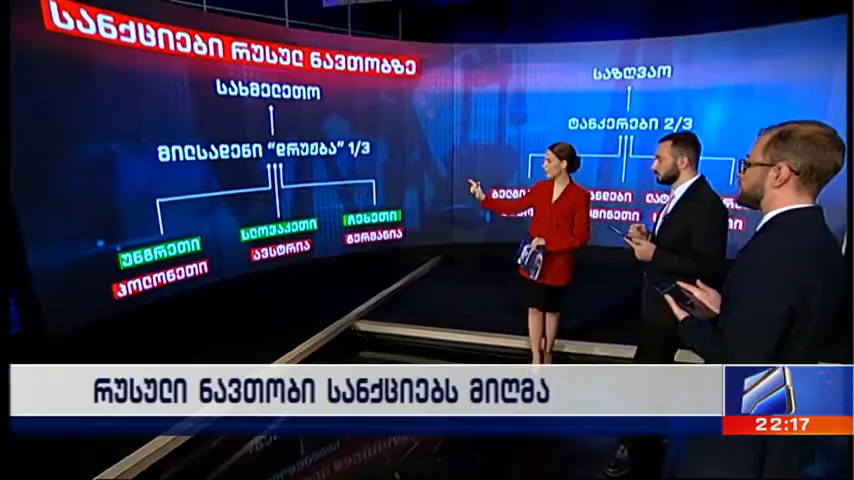 სანქციები რუსულ ნავთობზე
სახმელეთო
მილსადენი "დრუჟბა" 1/3
უნგრეთი
პოლონეთი
სლოვაკეთი
ავსტრია
ჩეხეთი
გერმანია
საზღვაო
ტანკერები 2/3
რუსული ნავთობი სანქციებს მიღმა
22:17